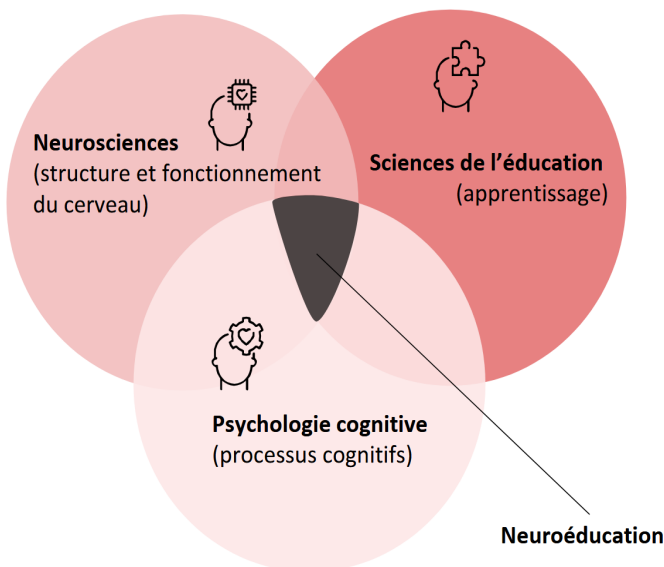 Neurosciences
(structure et fonctionnement
du cerveau)
Sciences de l’éducation
(apprentissage)
Psychologie cognitive
(processus cognitifs)
Neuroéducation